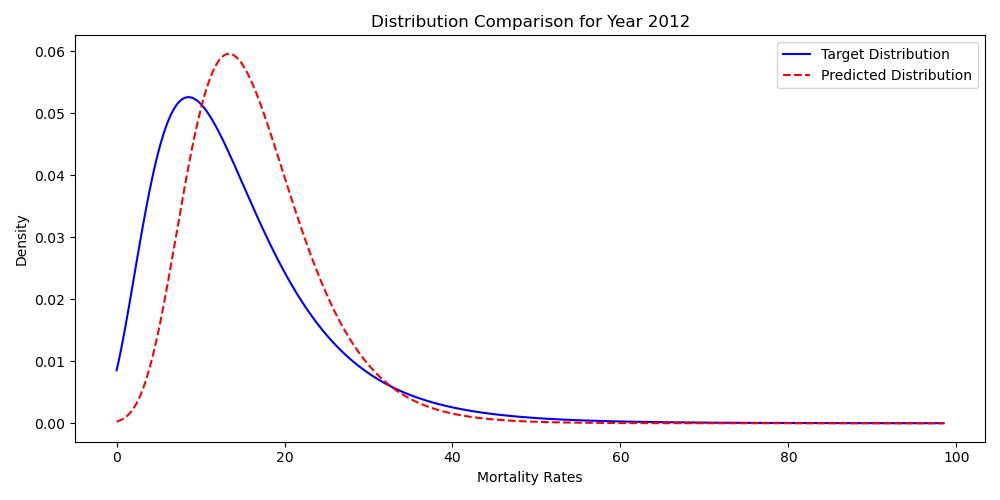 Distribution Comparison for Year 2012
Target Distribution
Predicted Distribution
0.06
0.05
0.04
0.03
0.02
0.01
0.00
Density
0 20 40 60 80 100
Mortality Rates